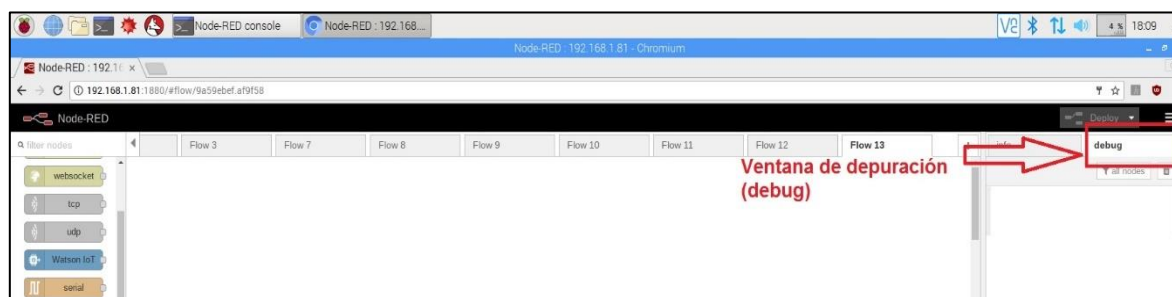 Node-RED console
Node-RED : 192.168....
4 %
18:09
Node-RED : 192.168.1.81 - Chromium
Node-RED : 192.16
192.168.1.81:1880/#flow/9a59ebef.af9f58
Node-RED
Deploy
filter nodes
Flow 3
Flow 7
Flow 8
Flow 9
Flow 10
Flow 11
Flow 12
Flow 13
info
debug
Ventana de depuración
(debug)
all nodes
websocket
tcp
udp
Watson IoT
serial